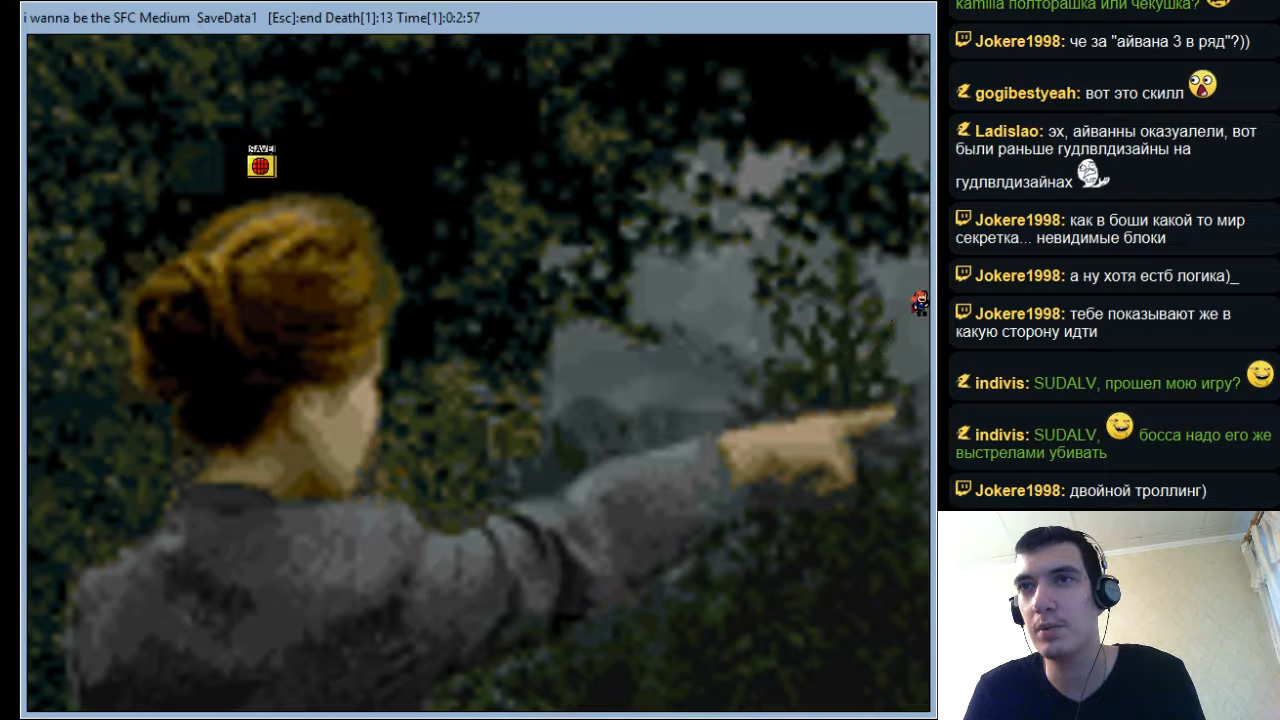 i wanna be the SFC Medium  SaveData1   [Esc]:end Death[1]:13 Time[1]:0:2:57
SAVE
kamilla полторашка или чекушка?
Jokere1998: че за "айвана 3 в ряд"?))
gogibestyeah: вот это скилл
Ladislao: эх, айванны оказуалели, вот
были раньше гудлвлдизайны на
гудлвлдизайнах
Jokere1998: как в боши какой то мир
секретка... невидимые блоки
Jokere1998: а ну хотя естб логика)_
Jokere1998: тебе показывают же в
какую сторону идти
indivis: SUDALV, прошел мою игру?
indivis: SUDALV, босса надо его же
выстрелами убивать
Jokere1998: двойной троллинг)